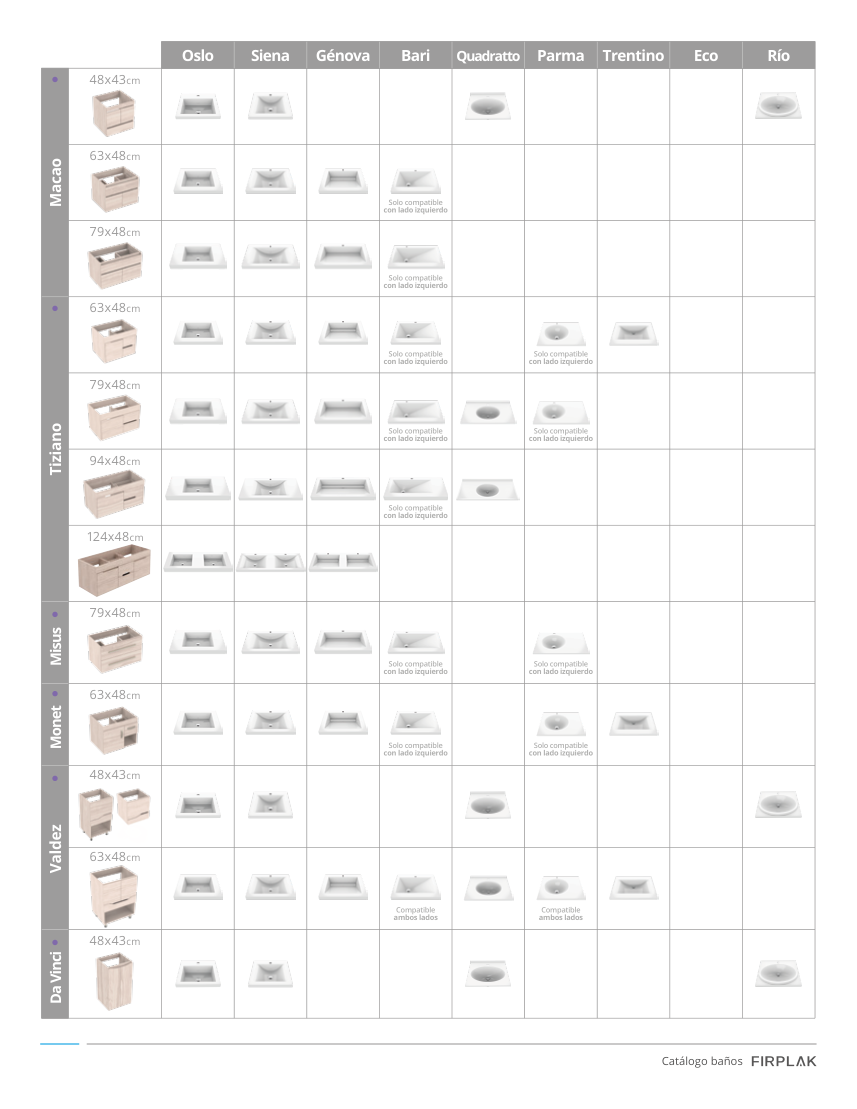 Oslo Siena Génova Bari Quadratto Parma Trentino Eco Río
Macao
48x43cm
63x48cm
Solo compatible
con lado izquierdo
79x48cm
Solo compatible
con lado izquierdo
Tiziano
63x48cm
Solo compatible Solo compatible
con lado izquierdo con lado izquierdo
79x48cm
Solo compatible Solo compatible
con lado izquierdo con lado izquierdo
94x48cm
Solo compatible
con lado izquierdo
124x48cm
Misus
79x48cm
Solo compatible Solo compatible
con lado izquierdo con lado izquierdo
Monet
63x48cm
Solo compatible Solo compatible
con lado izquierdo con lado izquierdo
Valdez
48x43cm
63x48cm
Compatible Compatible
ambos lados ambos lados
Da Vinci
48x43cm
Catálogo baños FIRPLAK